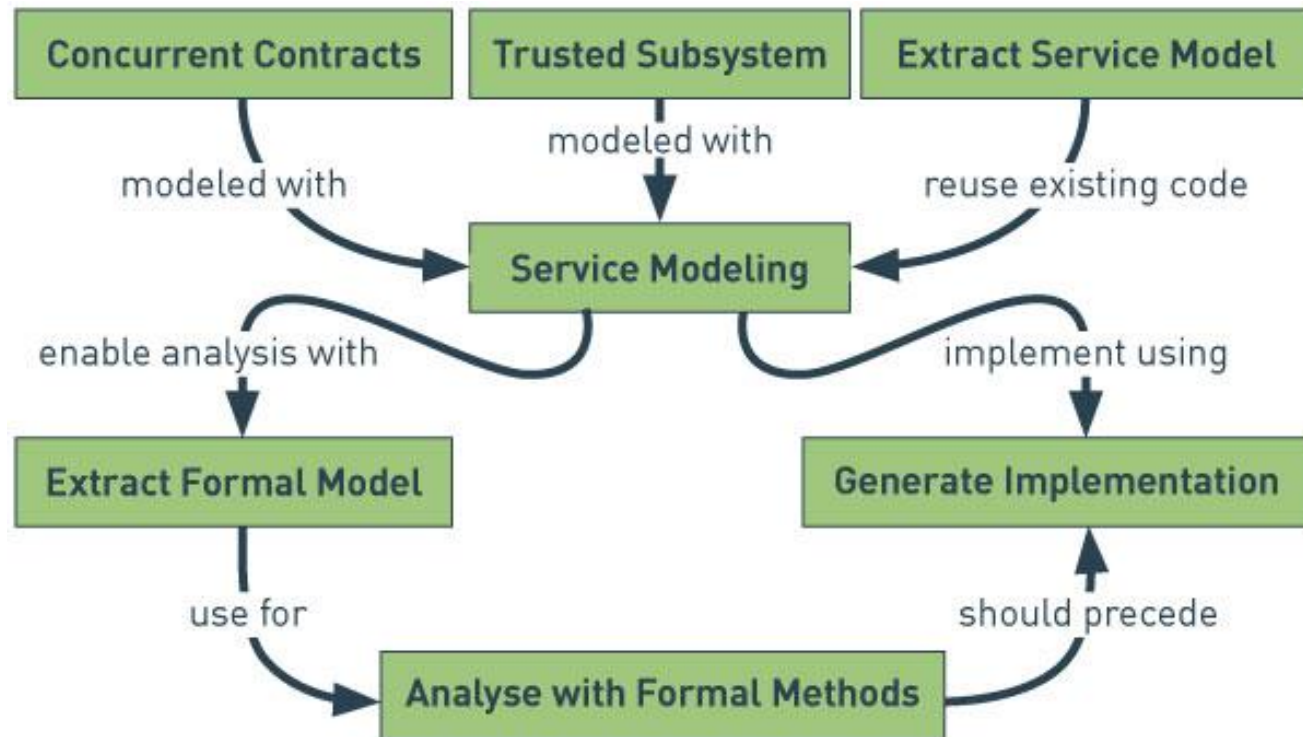 Concurrent Contracts
Trusted Subsystem
Extract Service Model
modeled with
modeled with
reuse existing code
Service Modeling
enable analysis with
implement using
Extract Formal Model
Generate Implementation
use for
should precede
Analyse with Formal Methods